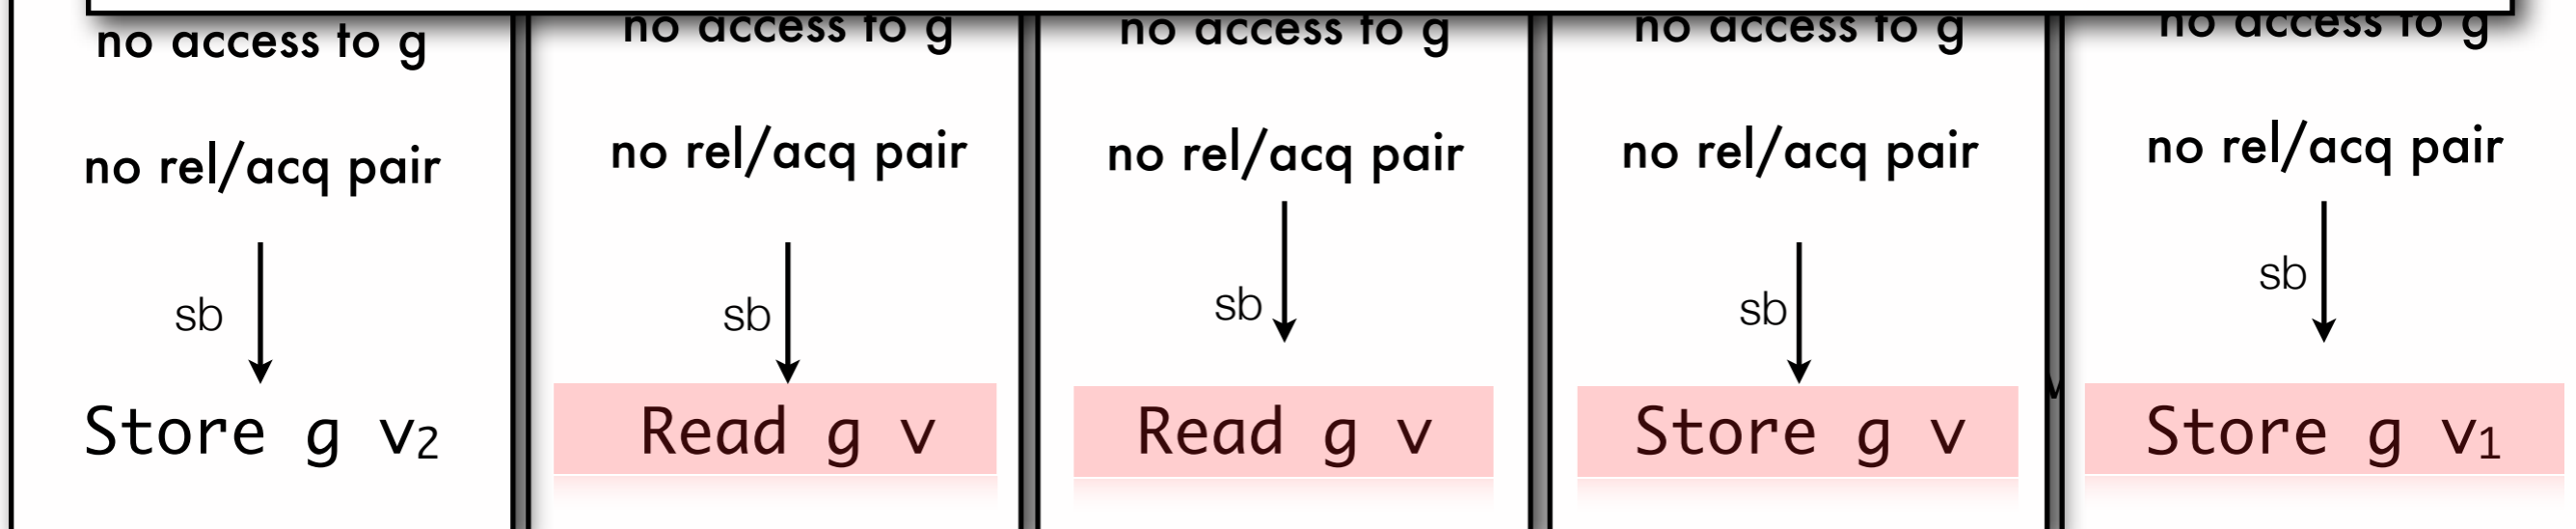 no access to g
no rel/acq pair
sb
Store g v2
no access to g
no rel/acq pair
sb
Read g v
no access to g
no rel/acq pair
sb
Read g v
no access to g
no rel/acq pair
sb
Store g v
no access to g
no rel/acq pair
sb
Store g v1